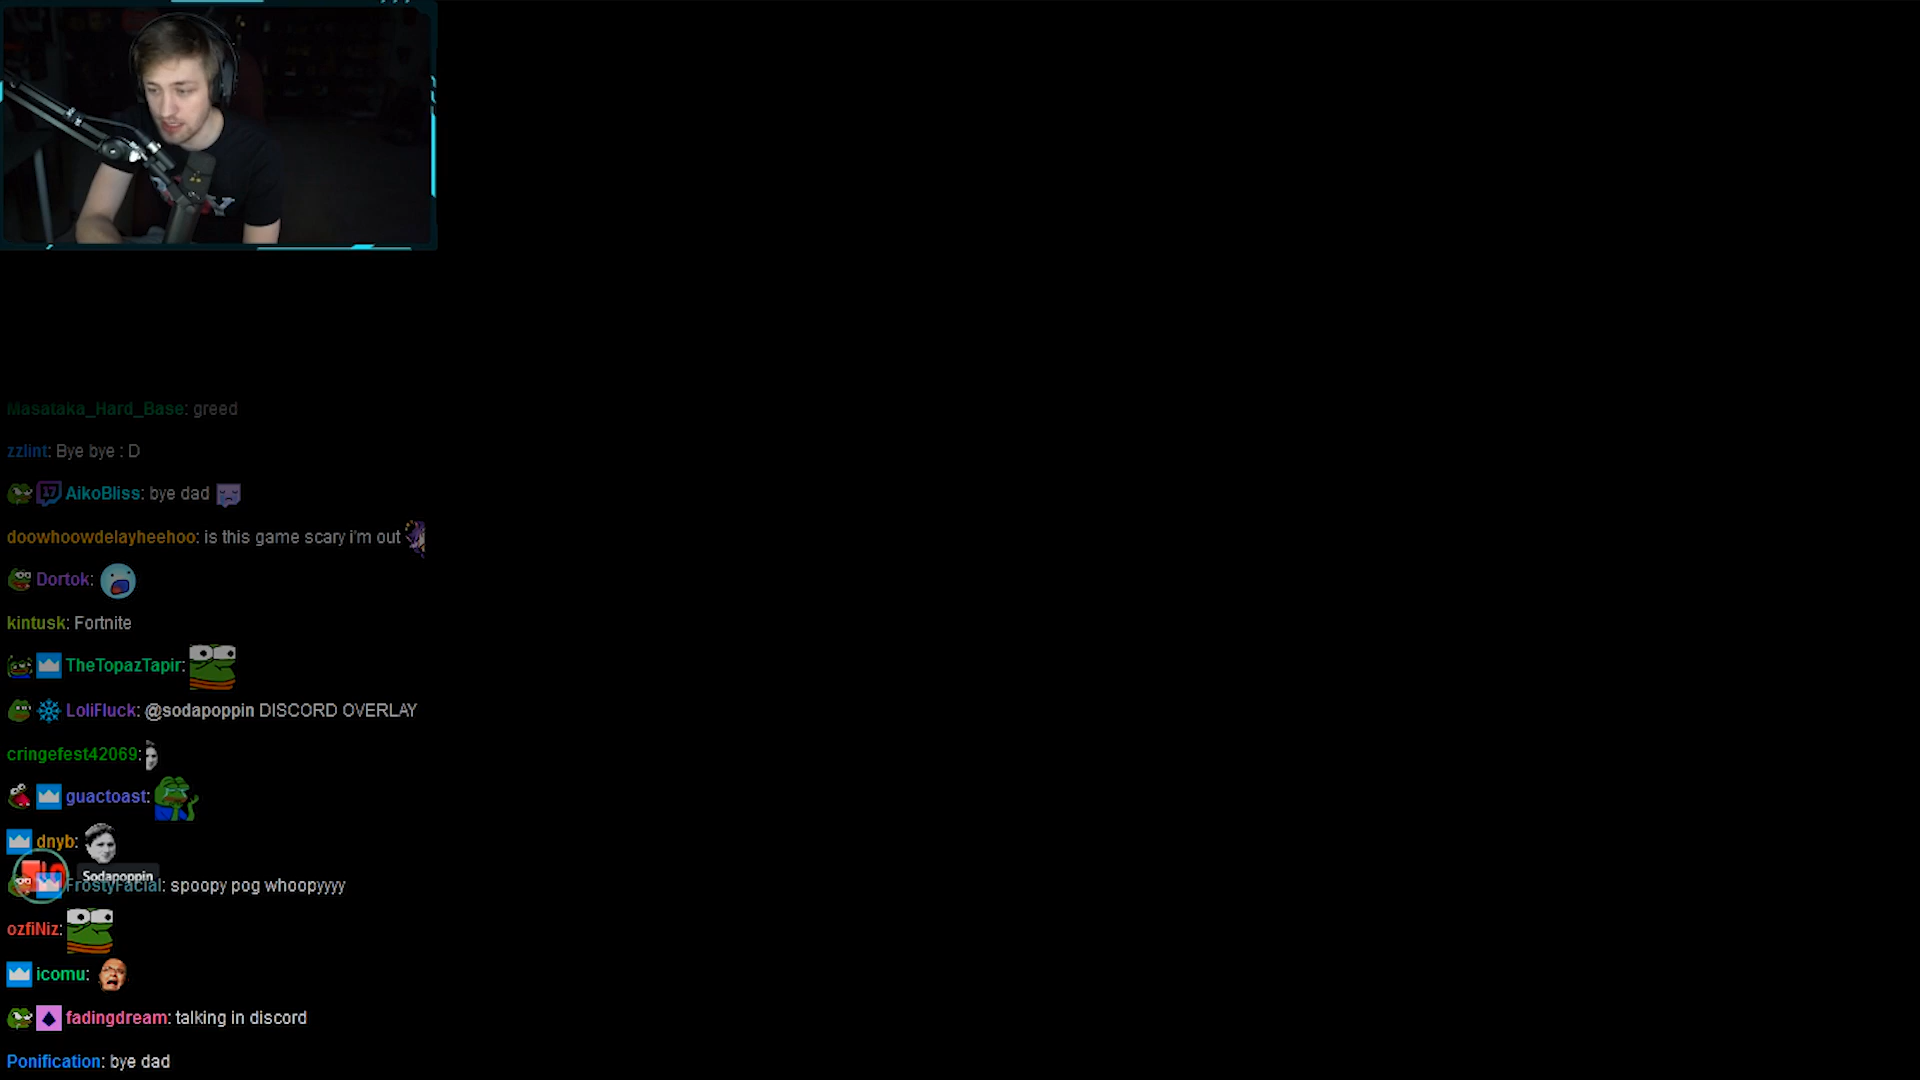 Masataka_Hard_Base: greed
zzlint: Bye bye : D
17 AikoBliss: bye dad
doowhoowdelayheehoo: is this game scary i'm out
Dortok:
kintusk: Fortnite
TheTopazTapir:
LoliFluck: @sodapoppin DISCORD OVERLAY
cringefest42069:
guactoast:
dnyb:
Sodapoppin
FrostyFacial: spoopy pog whoopyyyy
ozfiNiz:
icomu:
fadingdream: talking in discord
Ponification: bye dad